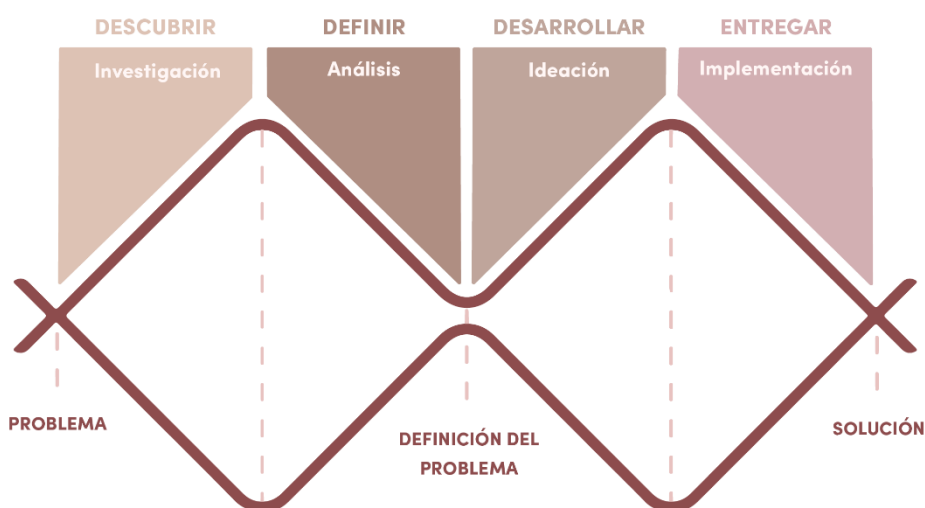 DESCUBRIR
DEFINIR
DESARROLLAR
ENTREGAR
Investigación
Análisis
Ideación
Implementación
PROBLEMA
DEFINICIÓN DEL
PROBLEMA
SOLUCIÓN